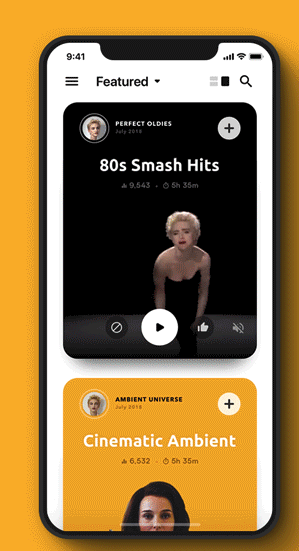 9:41
Featured
PERFECT OLDIES
July 2018
80s Smash Hits
9,543 • 5h 35m
AMBIENT UNIVERSE
July 2018
Cinematic Ambient
6,532 • 5h 35m